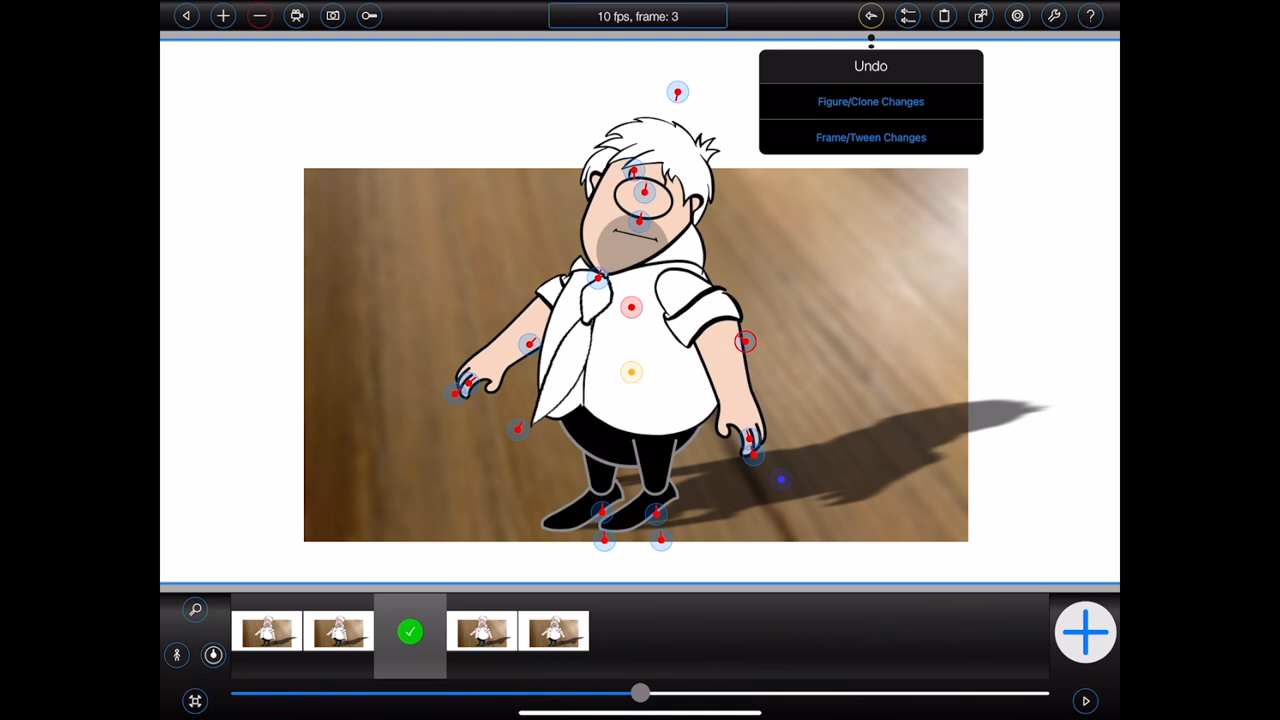 10 fps, frame: 3
?
Undo
Figure/Clone Changes
Frame/Tween Changes